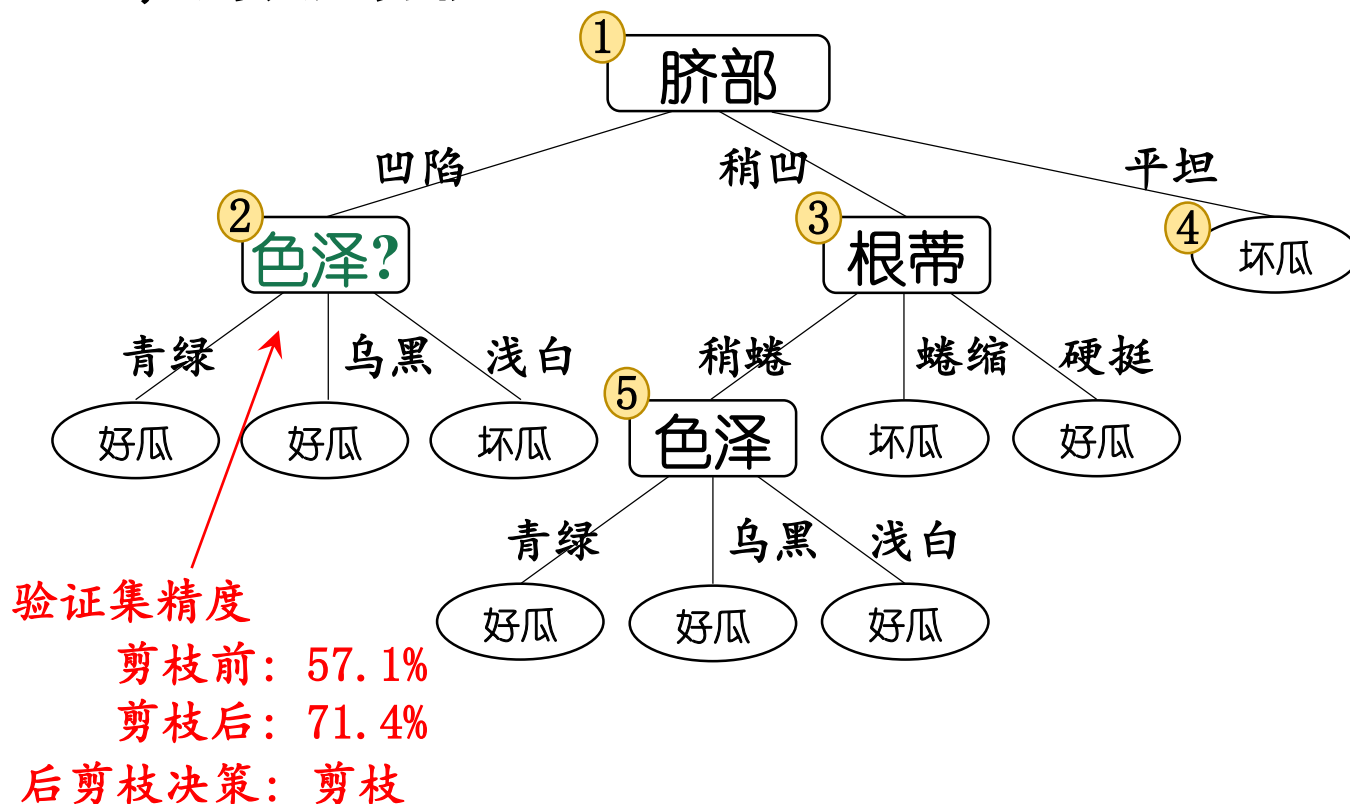 1
脐部
凹陷
稍凹
平坦
2
色泽?
3
根蒂
4
坏瓜
青绿
乌黑
浅白
稍蜷
蜷缩
硬挺
好瓜
好瓜
坏瓜
5
色泽
坏瓜
好瓜
青绿
乌黑
浅白
好瓜
好瓜
好瓜
验证集精度
剪枝前: 57.1%
剪枝后: 71.4%
后剪枝决策: 剪枝